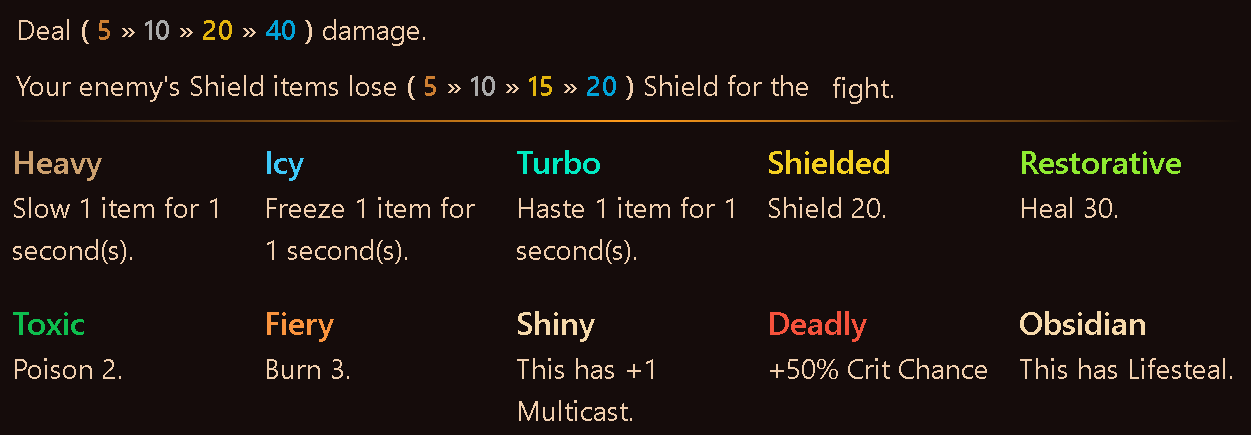 Deal ( 5 » 10 » 20 » 40 ) damage.
Your enemy's Shield items lose ( 5 » 10 » 15 » 20 ) Shield for the fight.
Heavy
Slow 1 item for 1
second(s).
Icy
Freeze 1 item for
1 second(s).
Turbo
Haste 1 item for 1
second(s).
Shielded
Shield 20.
Restorative
Heal 30.
Toxic
Poison 2.
Fiery
Burn 3.
Shiny
This has +1
Multicast.
Deadly
+50% Crit Chance
Obsidian
This has Lifesteal.